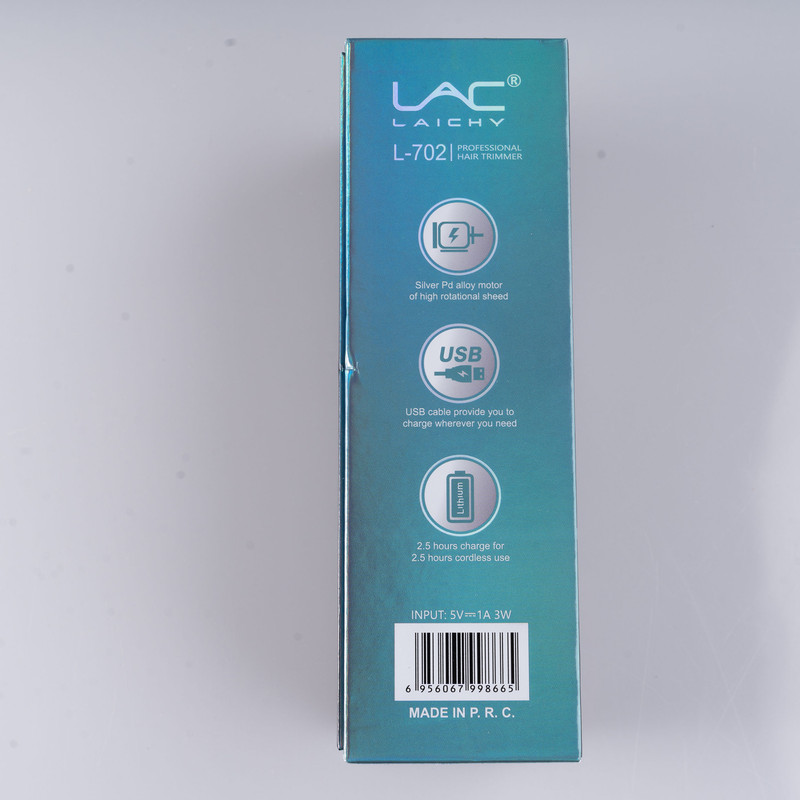 LAC®
LAICHY
L-702 | PROFESSIONAL
HAIR TRIMMER
Silver Pd alloy motor
of high rotational sheed
USB
USB cable provide you to
charge wherever you need
Lithium
2.5 hours charge for
2.5 hours cordless use
INPUT: 5V⎓1A 3W
6 956067 998665
MADE IN P. R. C.